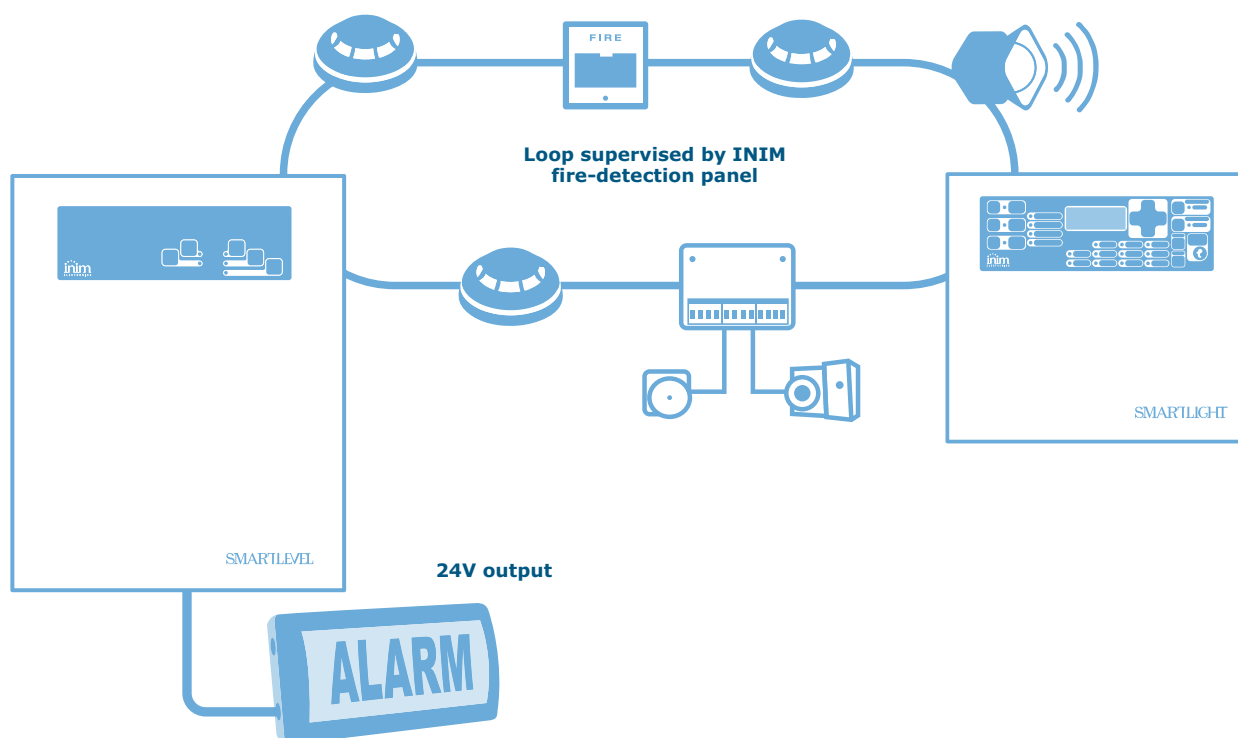 FIRE
Loop supervised by INIM
fire-detection panel
inim
inim
SMARTLIGHT
SMARTLEVEL
24V output
ALARM